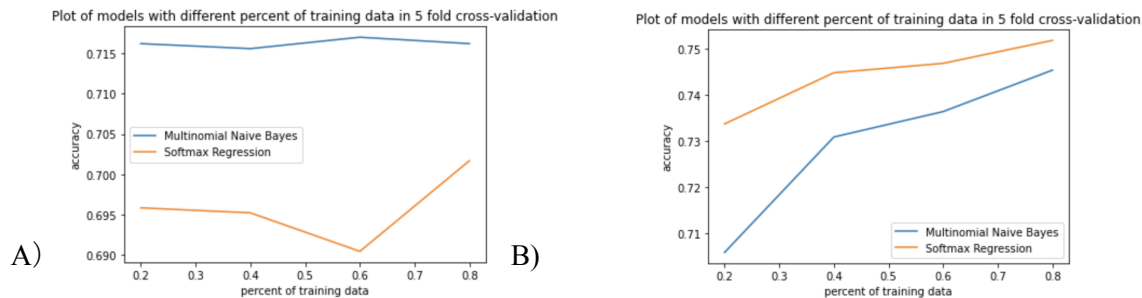 Plot of models with different percent of training data in 5 fold cross-validation
0.715
0.710
0.705
0.700
0.695
0.690
accuracy
Multinomial Naive Bayes
Softmax Regression
0.2 0.3 0.4 0.5 0.6 0.7 0.8
percent of training data
A)
Plot of models with different percent of training data in 5 fold cross-validation
0.75
0.74
0.73
0.72
0.71
accuracy
Multinomial Naive Bayes
Softmax Regression
0.2 0.3 0.4 0.5 0.6 0.7 0.8
percent of training data
B)